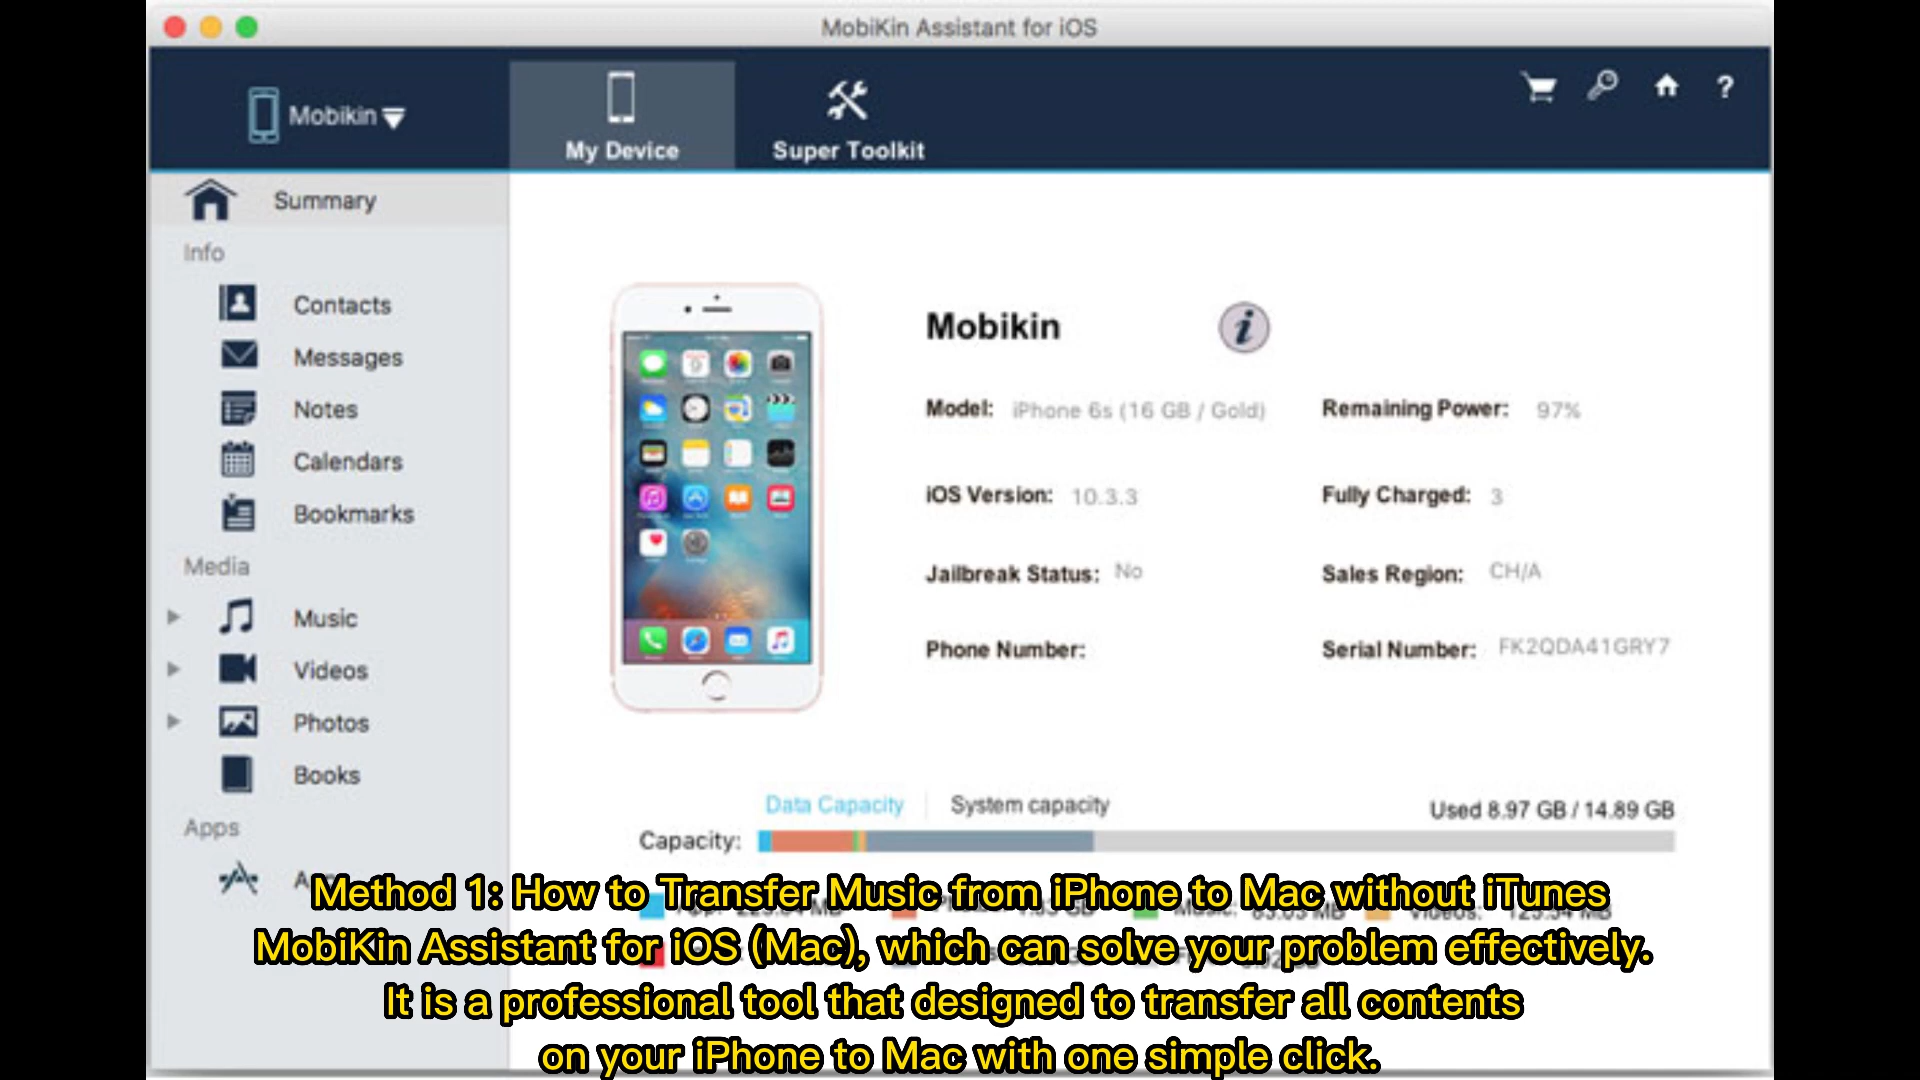 MobiKin Assistant for iOS
Mobikin
My Device
Super Toolkit
?
Summary
Info
Contacts
Messages
Notes
Calendars
Bookmarks
Media
Music
Videos
Photos
Books
Apps
Mobikin
i
Model: iPhone 6s (16 GB / Gold)
Remaining Power: 97%
iOS Version: 10.3.3
Fully Charged: 3
Jailbreak Status: No
Sales Region: CH/A
Phone Number:
Serial Number: FK2QDA41GRY7
Data Capacity
System capacity
Used 8.97 GB / 14.89 GB
Capacity:
Method 1: How to Transfer Music from iPhone to Mac without iTunes
MobiKin Assistant for iOS (Mac), which can solve your problem effectively.
It is a professional tool that designed to transfer all contents
on your iPhone to Mac with one simple click.